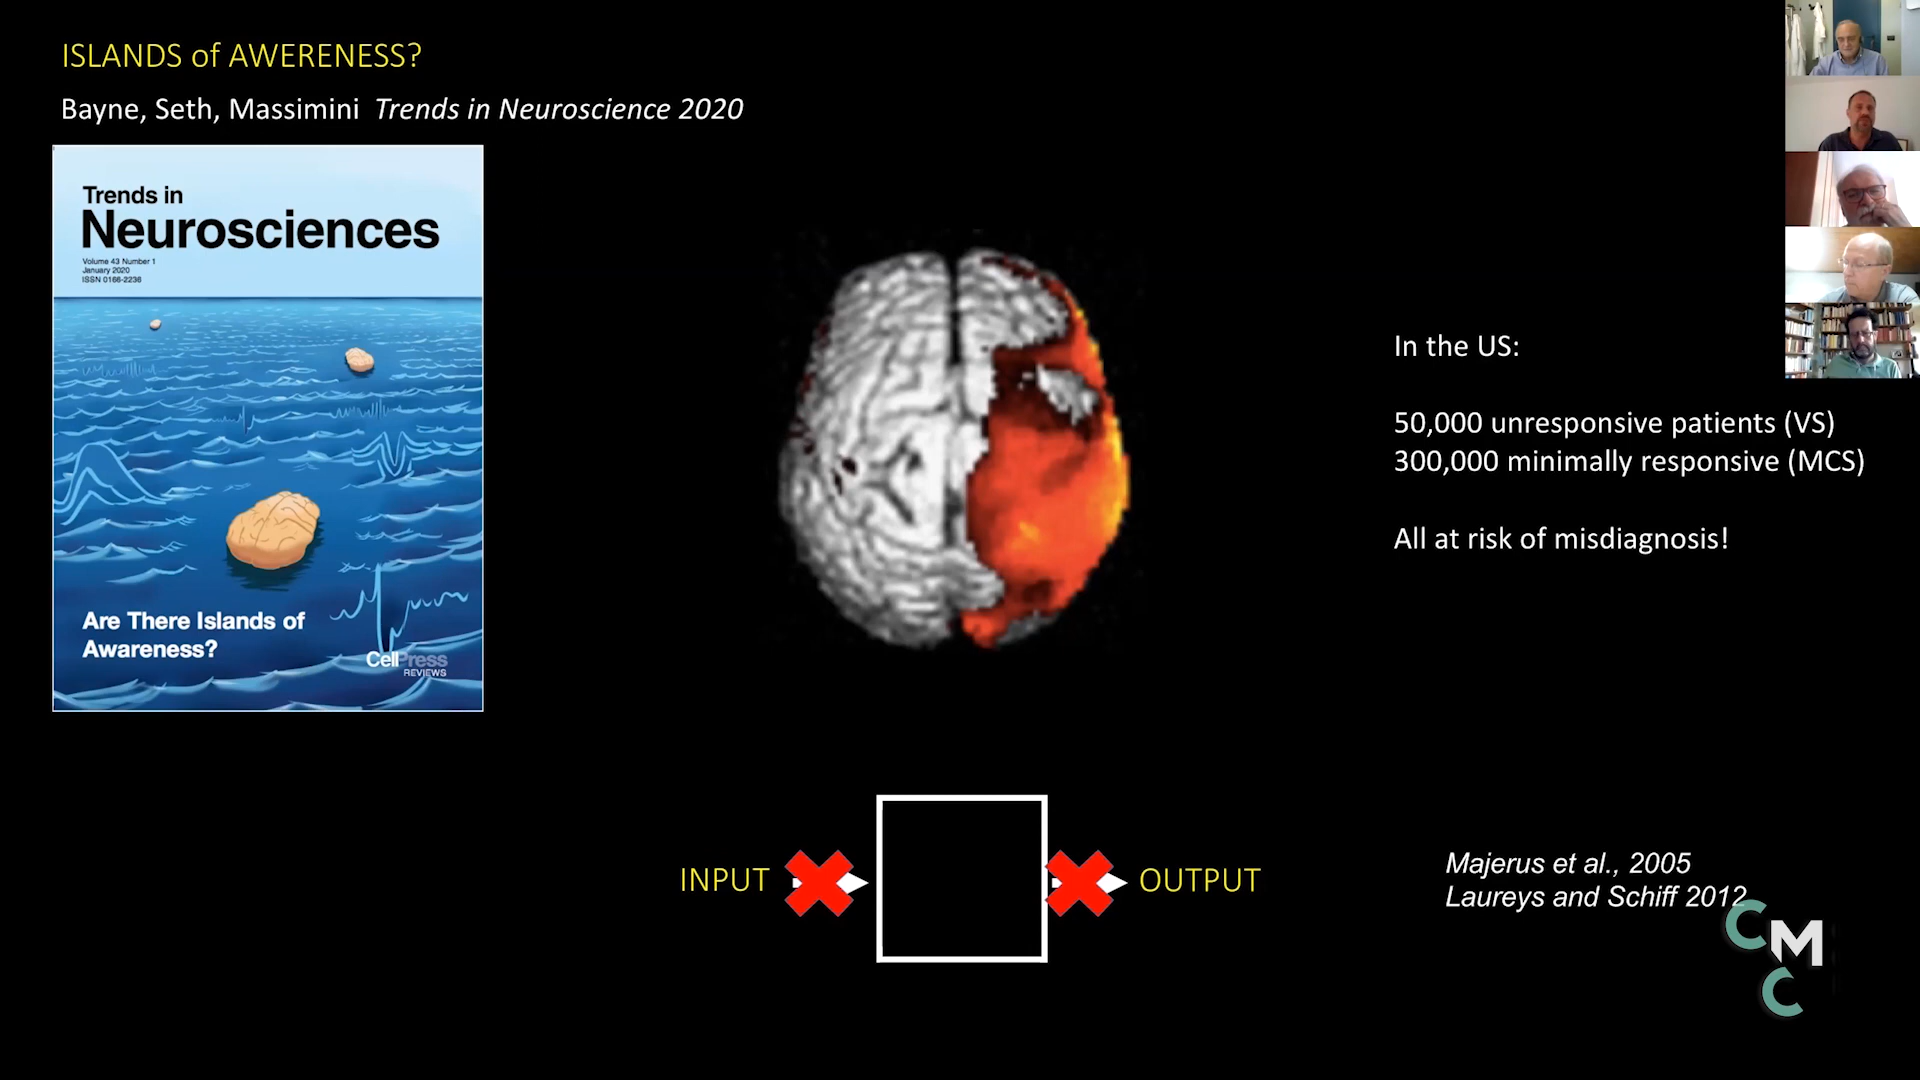 ISLANDS of AWERENESS?
Bayne, Seth, Massimini Trends in Neuroscience 2020
Trends in
Neurosciences
Volume 43 Number 1
January 2020
ISSN 0166-2236
Are There Islands of
Awareness?
CellPress
REVIEWS
In the US:
50,000 unresponsive patients (VS)
300,000 minimally responsive (MCS)
All at risk of misdiagnosis!
INPUT
OUTPUT
Majerus et al., 2005
Laureys and Schiff 2012
CMC